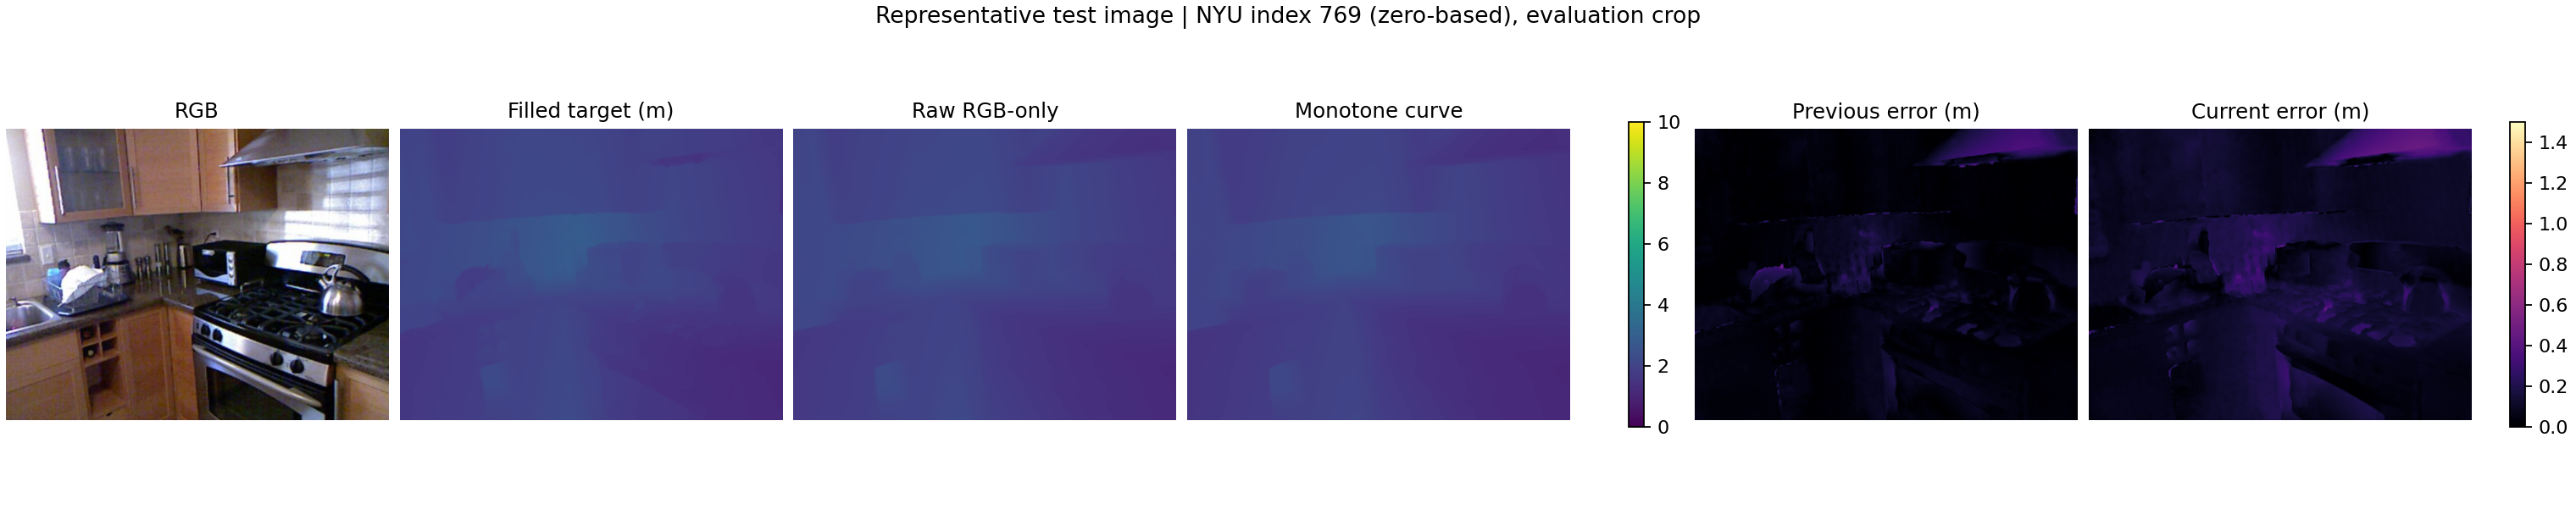 Representative test image | NYU index 769 (zero-based), evaluation crop
RGB
Filled target (m)
Raw RGB-only
Monotone curve
Previous error (m)
Current error (m)
10
8
6
4
2
0
1.4
1.2
1.0
0.8
0.6
0.4
0.2
0.0